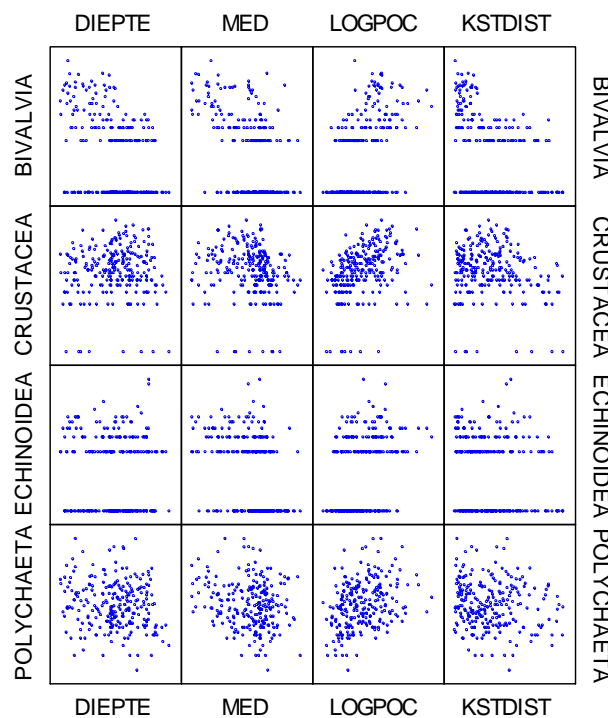 DIEPTE MED LOGPOC KSTDIST
BIVALVIA BIVALVIA
CRUSTACEA CRUSTACEA
ECHINOIDEA ECHINOIDEA
POLYCHAETA POLYCHAETA
DIEPTE MED LOGPOC KSTDIST